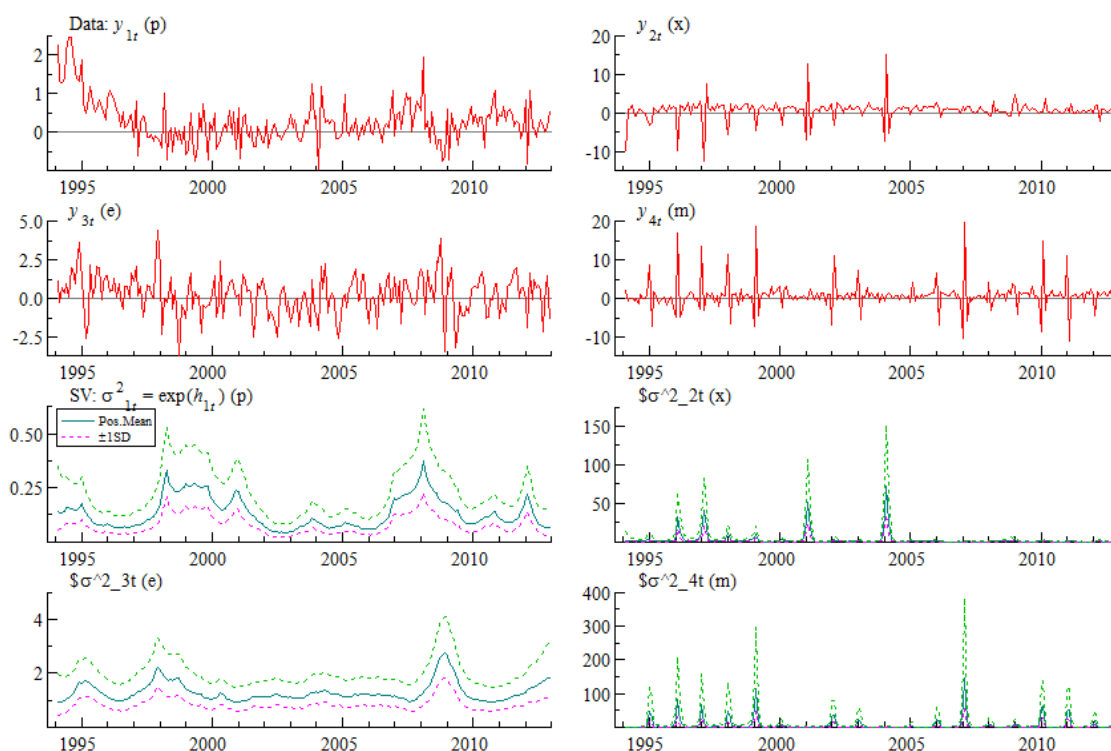 Data: y1t (p)
2
1
0
1995 2000 2005 2010
y2t (x)
20
10
0
-10
1995 2000 2005 2010
y3t (e)
5.0
2.5
0.0
-2.5
1995 2000 2005 2010
y4t (m)
20
10
0
-10
1995 2000 2005 2010
SV: σ²1t = exp(h1t) (p)
Pos.Mean
±1SD
0.50
0.25
1995 2000 2005 2010
$σ^2_2t (x)
150
100
50
1995 2000 2005 2010
$σ^2_3t (e)
4
2
1995 2000 2005 2010
$σ^2_4t (m)
400
300
200
100
1995 2000 2005 2010